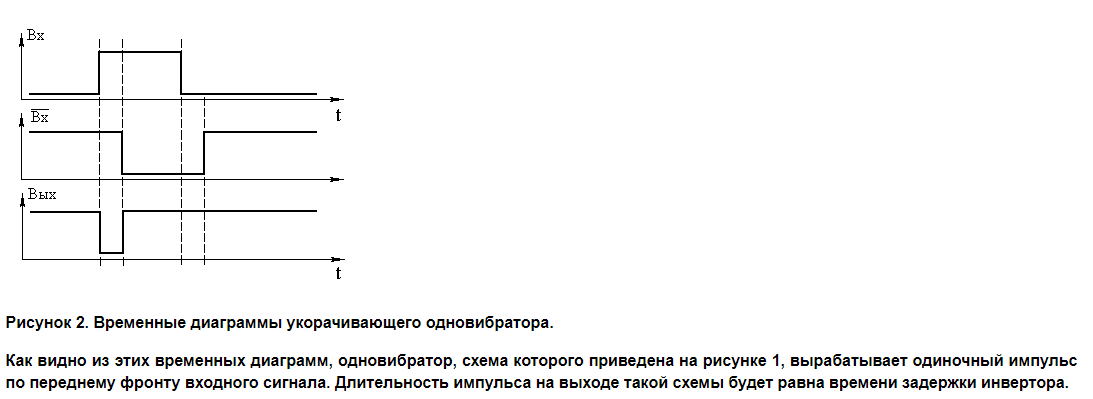 Вх
t
Вх
Вых
t
Рисунок 2. Временные диаграммы укорачивающего одновибратора.
Как видно из этих временных диаграмм, одновибратор, схема которого приведена на рисунке 1, вырабатывает одиночный импульс
по переднему фронту входного сигнала. Длительность импульса на выходе такой схемы будет равна времени задержки инвертора.